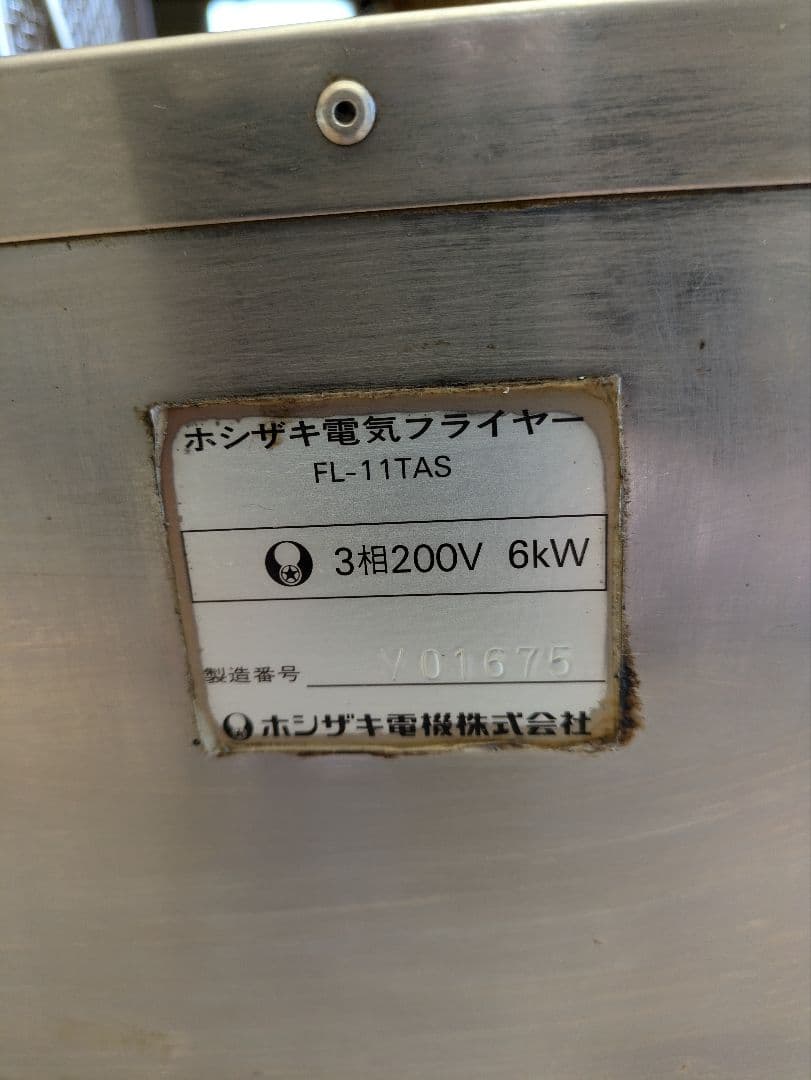 ホシザキ電気フライヤー
FL-11TAS
3相200V 6kW
製造番号 Y01675
ホシザキ電機株式会社